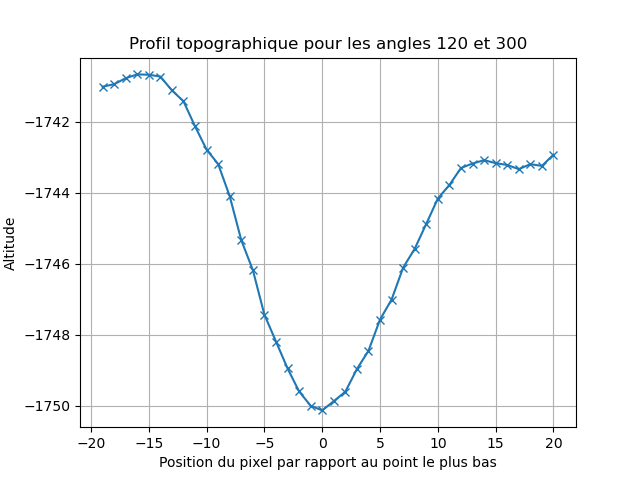 Profil topographique pour les angles 120 et 300
Altitude
−1742
−1744
−1746
−1748
−1750
−20 −15 −10 −5 0 5 10 15 20
Position du pixel par rapport au point le plus bas